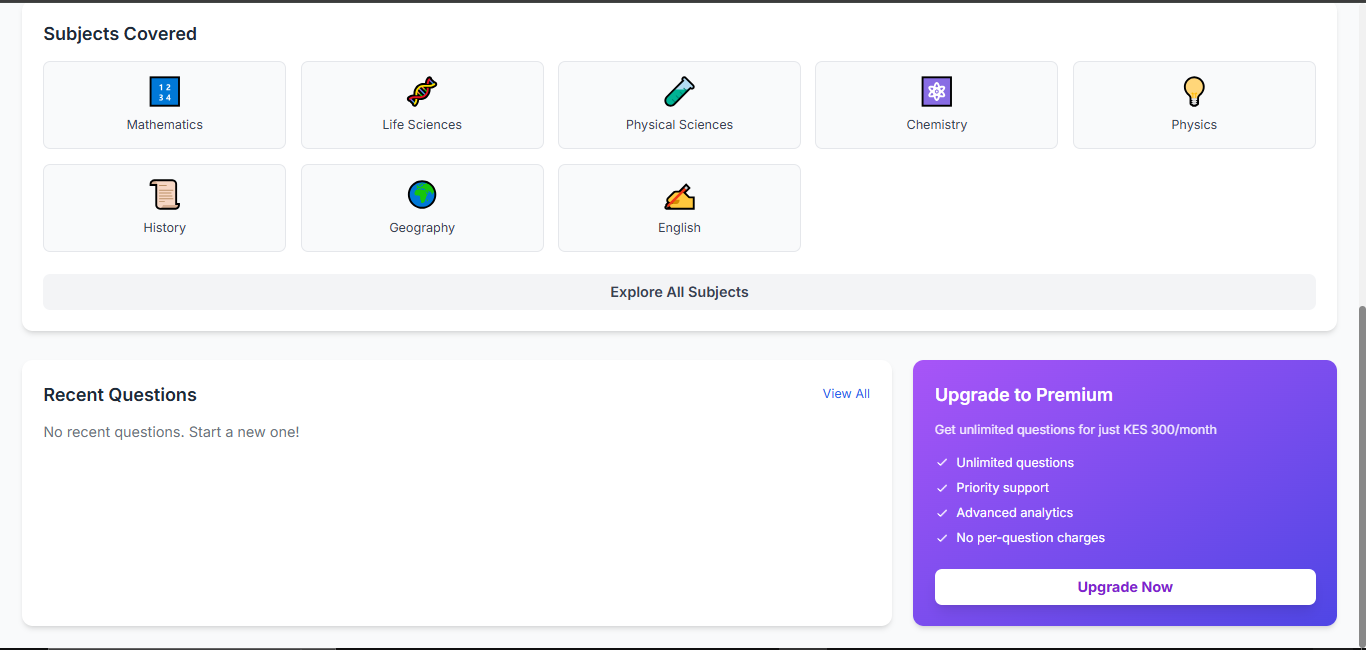 Subjects Covered
1 2
3 4
Mathematics
Life Sciences
Physical Sciences
Chemistry
Physics
History
Geography
English
Explore All Subjects
Recent Questions
View All
No recent questions. Start a new one!
Upgrade to Premium
Get unlimited questions for just KES 300/month
Unlimited questions
Priority support
Advanced analytics
No per-question charges
Upgrade Now